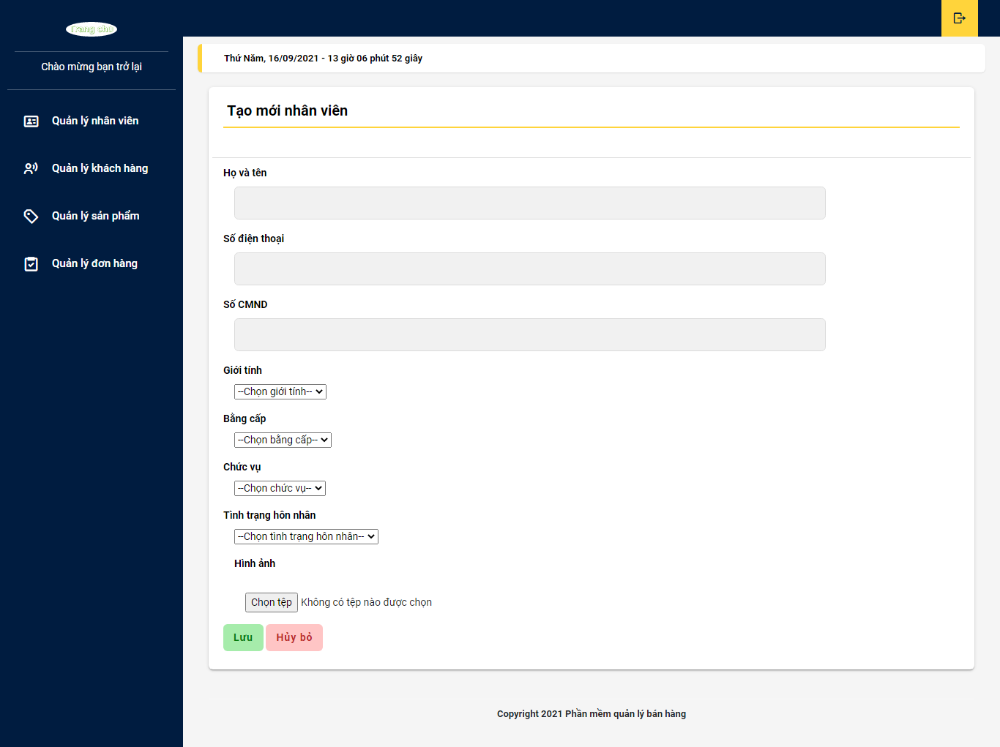 Trang chủ
Chào mừng bạn trở lại
Quản lý nhân viên
Quản lý khách hàng
Quản lý sản phẩm
Quản lý đơn hàng
Thứ Năm, 16/09/2021 - 13 giờ 06 phút 52 giây
Tạo mới nhân viên
Họ và tên
Số điện thoại
Số CMND
Giới tính
--Chọn giới tính--
Bằng cấp
--Chọn bằng cấp--
Chức vụ
--Chọn chức vụ--
Tình trạng hôn nhân
--Chọn tình trạng hôn nhân--
Hình ảnh
Chọn tệp Không có tệp nào được chọn
Lưu Hủy bỏ
Copyright 2021 Phần mềm quản lý bán hàng